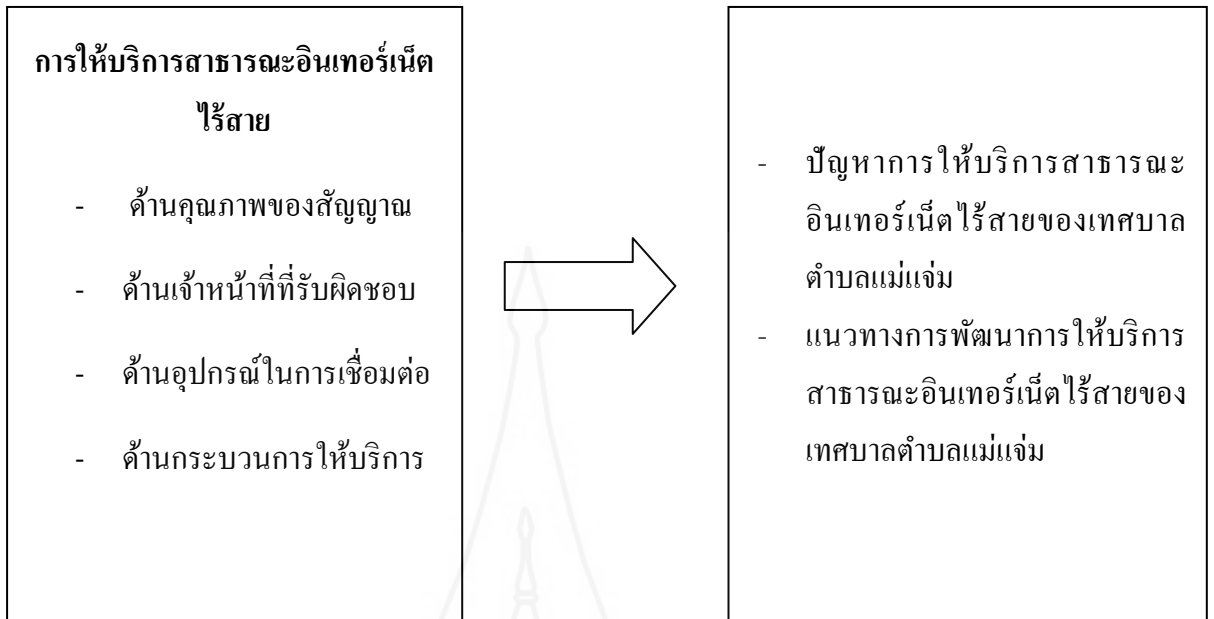 การให้บริการสาธารณะอินเทอร์เน็ต
ไร้สาย
- ด้านคุณภาพของสัญญาณ
- ด้านเจ้าหน้าที่ที่รับผิดชอบ
- ด้านอุปกรณ์ในการเชื่อมต่อ
- ด้านกระบวนการให้บริการ
- ปัญหาการให้บริการสาธารณะ
อินเทอร์เน็ตไร้สายของเทศบาล
ตำบลแม่แจ่ม
- แนวทางการพัฒนาการให้บริการ
สาธารณะอินเทอร์เน็ตไร้สายของ
เทศบาลตำบลแม่แจ่ม